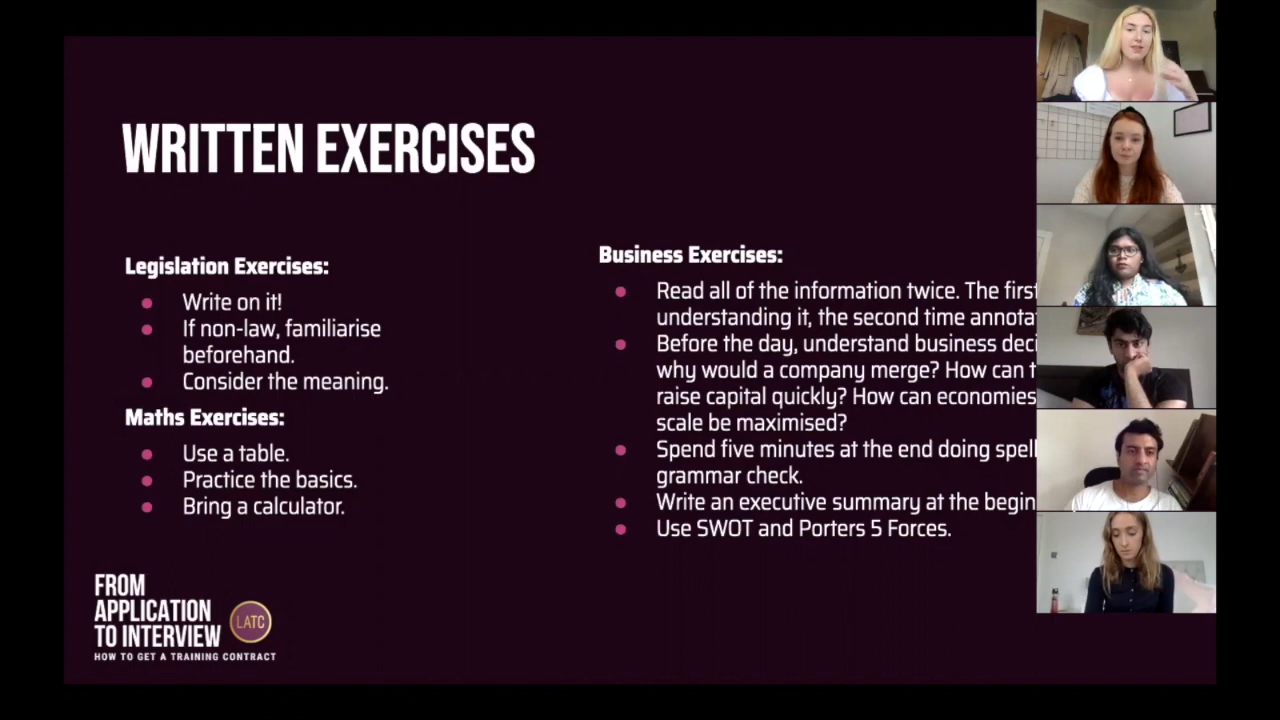 WRITTEN EXERCISES
Legislation Exercises:
Write on it!
If non-law, familiarise
beforehand.
Consider the meaning.
Maths Exercises:
Use a table.
Practice the basics.
Bring a calculator.
Business Exercises:
Read all of the information twice. The first
understanding it, the second time
Before the day, understand business
why would a company merge? How can
raise capital quickly? How can economies
scale be maximised?
Spend five minutes at the end doing
grammar check.
Write an executive summary at the
Use SWOT and Porters 5 Forces.
FROM
APPLICATION
TO INTERVIEW
LATC
HOW TO GET A TRAINING CONTRACT